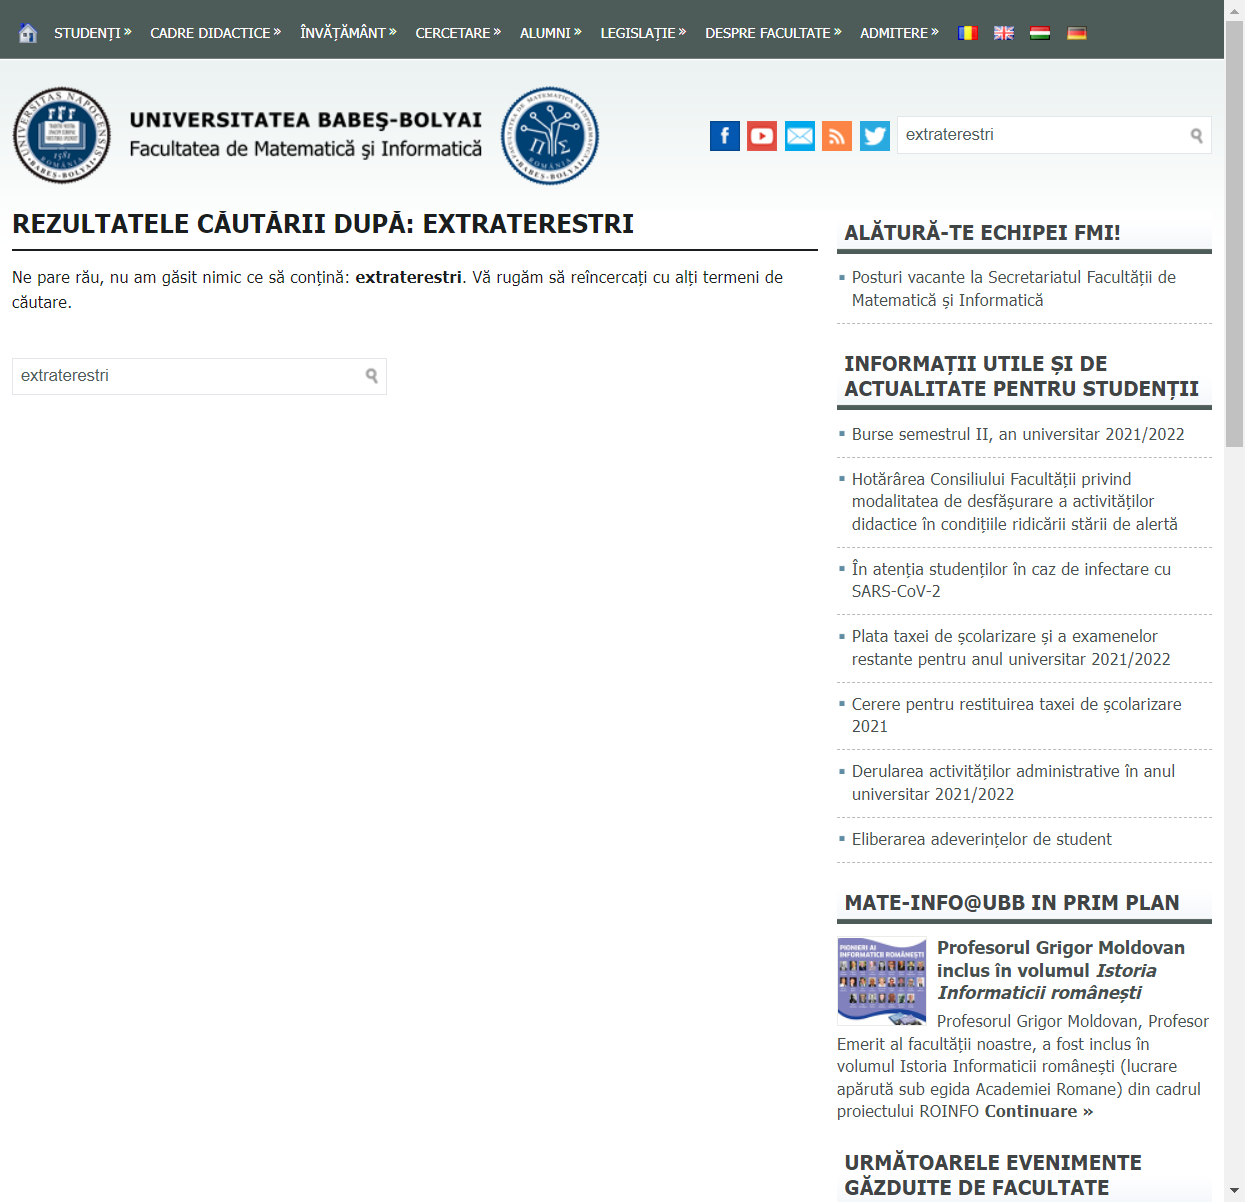 STUDENȚI » CADRE DIDACTICE » ÎNVĂȚĂMÂNT » CERCETARE » ALUMNI » LEGISLAȚIE » DESPRE FACULTATE » ADMITERE »
UNIVERSITATEA BABEŞ-BOLYAI
Facultatea de Matematică şi Informatică
extraterestri
REZULTATELE CĂUTĂRII DUPĂ: EXTRATERESTRI
Ne pare rău, nu am găsit nimic ce să conțină: extraterestri. Vă rugăm să reîncercați cu alți termeni de
căutare.
extraterestri
ALĂTURĂ-TE ECHIPEI FMI!
Posturi vacante la Secretariatul Facultății de
Matematică și Informatică
INFORMAȚII UTILE ȘI DE
ACTUALITATE PENTRU STUDENȚII
Burse semestrul II, an universitar 2021/2022
Hotărârea Consiliului Facultății privind
modalitatea de desfășurare a activităților
didactice în condițiile ridicării stării de alertă
În atenția studenților în caz de infectare cu
SARS-CoV-2
Plata taxei de școlarizare și a examenelor
restante pentru anul universitar 2021/2022
Cerere pentru restituirea taxei de școlarizare
2021
Derularea activităților administrative în anul
universitar 2021/2022
Eliberarea adeverințelor de student
MATE-INFO@UBB IN PRIM PLAN
PIONIERI AI
INFORMATICII ROMÂNEȘTI
Profesorul Grigor Moldovan
inclus în volumul Istoria
Informaticii românești
Profesorul Grigor Moldovan, Profesor
Emerit al facultății noastre, a fost inclus în
volumul Istoria Informaticii românești (lucrare
apărută sub egida Academiei Romane) din cadrul
proiectului ROINFO Continuare »
URMĂTOARELE EVENIMENTE
GĂZDUITE DE FACULTATE